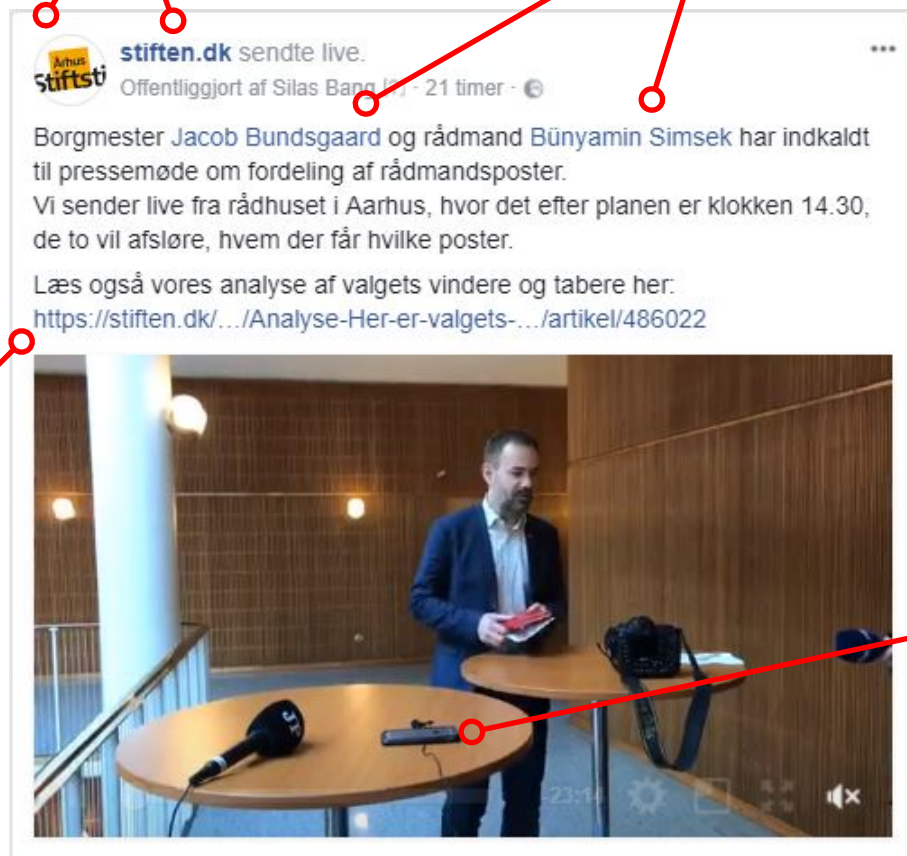 Århus
Stiftsti
stiften.dk sendte live.
Offentliggjort af Silas Bang [?] · 21 timer ·
Borgmester Jacob Bundsgaard og rådmand Bünyamin Simsek har indkaldt
til pressemøde om fordeling af rådmandsposter.
Vi sender live fra rådhuset i Aarhus, hvor det efter planen er klokken 14.30,
de to vil afsløre, hvem der får hvilke poster.
Læs også vores analyse af valgets vindere og tabere her:
https://stiften.dk/…/Analyse-Her-er-valgets-…/artikel/486022
-23:14